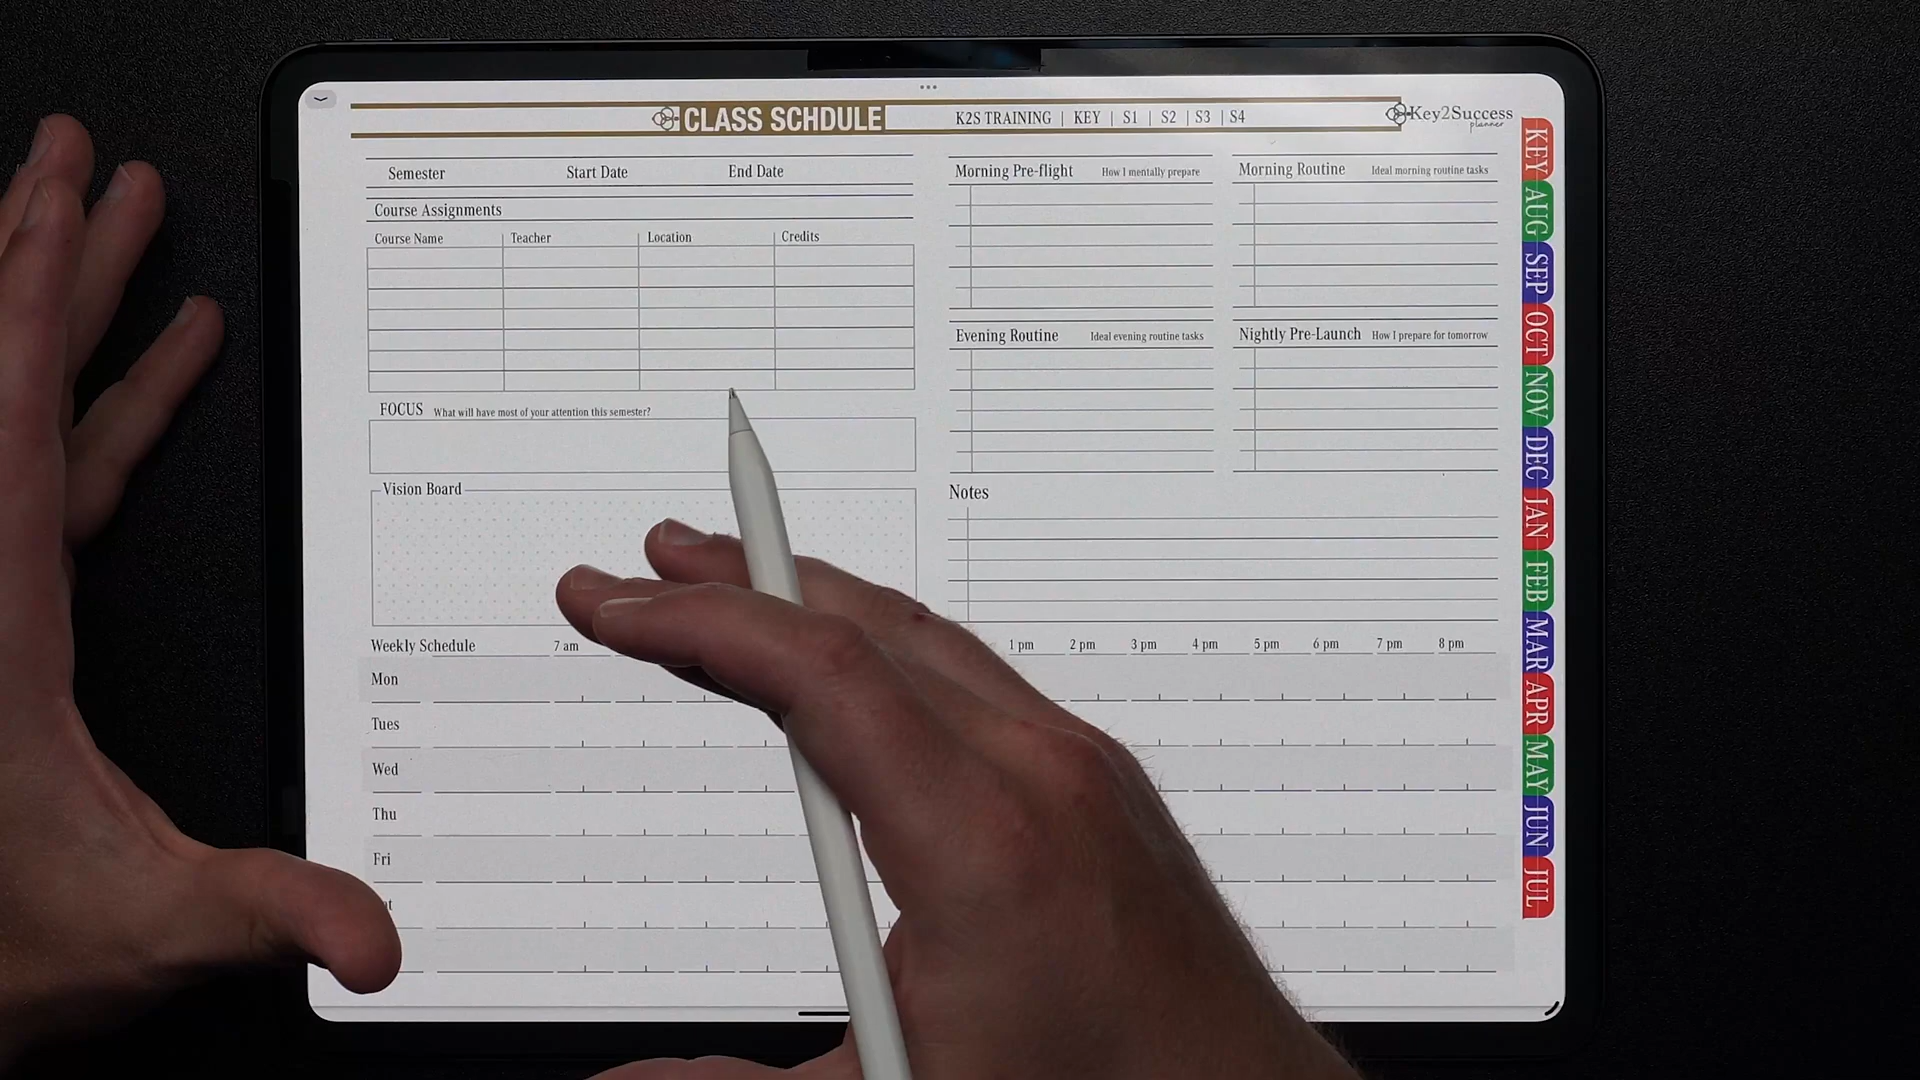 CLASS SCHDULE K2S TRAINING | KEY | S1 | S2 | S3 | S4 Key2Success
planner
Semester Start Date End Date
Course Assignments
Course Name Teacher Location Credits
FOCUS What will have most of your attention this semester?
Vision Board
Morning Pre-flight How I mentally prepare
Morning Routine Ideal morning routine tasks
Evening Routine Ideal evening routine tasks
Nightly Pre-Launch How I prepare for tomorrow
Notes
Weekly Schedule 7 am 1 pm 2 pm 3 pm 4 pm 5 pm 6 pm 7 pm 8 pm
Mon
Tues
Wed
Thu
Fri
KEY
AUG
SEP
OCT
NOV
DEC
JAN
FEB
MAR
APR
MAY
JUN
JUL